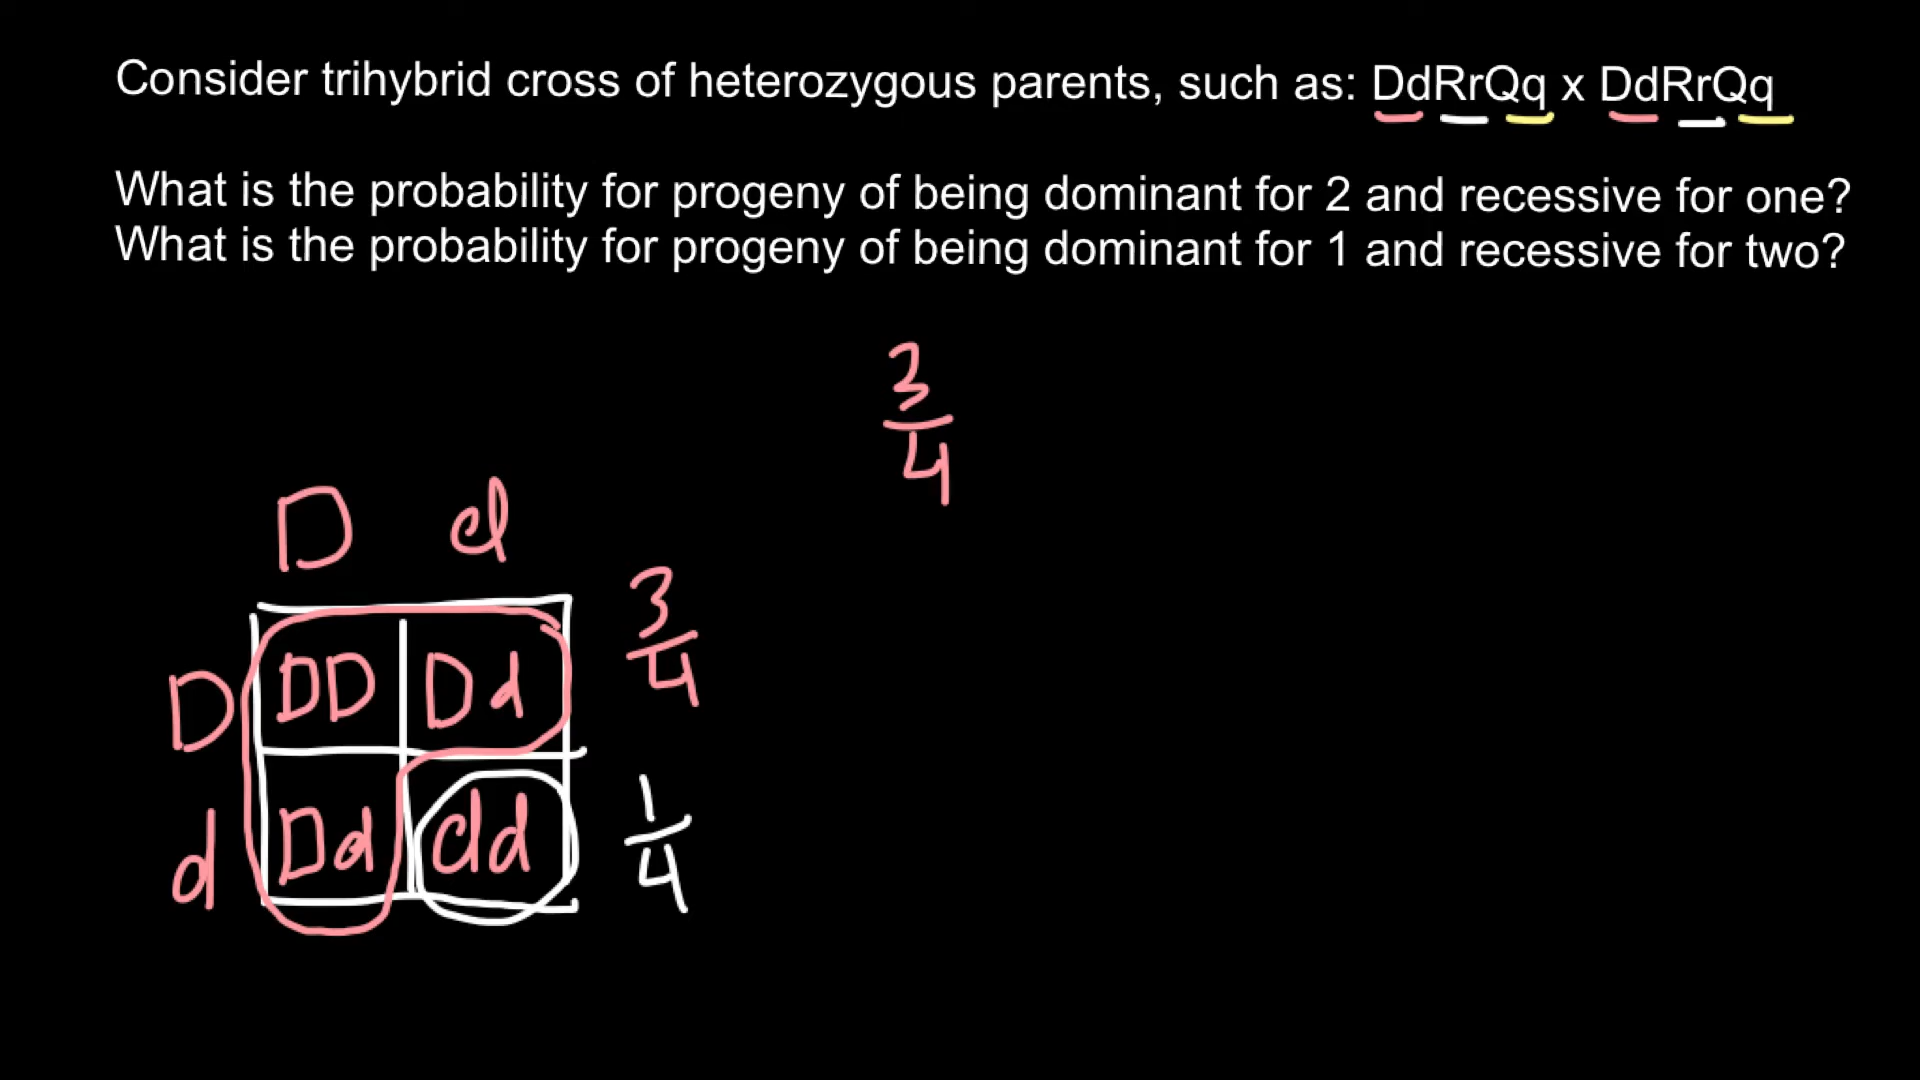 Consider trihybrid cross of heterozygous parents, such as: DdRrQq x DdRrQq
What is the probability for progeny of being dominant for 2 and recessive for one?
What is the probability for progeny of being dominant for 1 and recessive for two?
3
4
D d
3
4
D DD Dd
1
4
d Dd dd